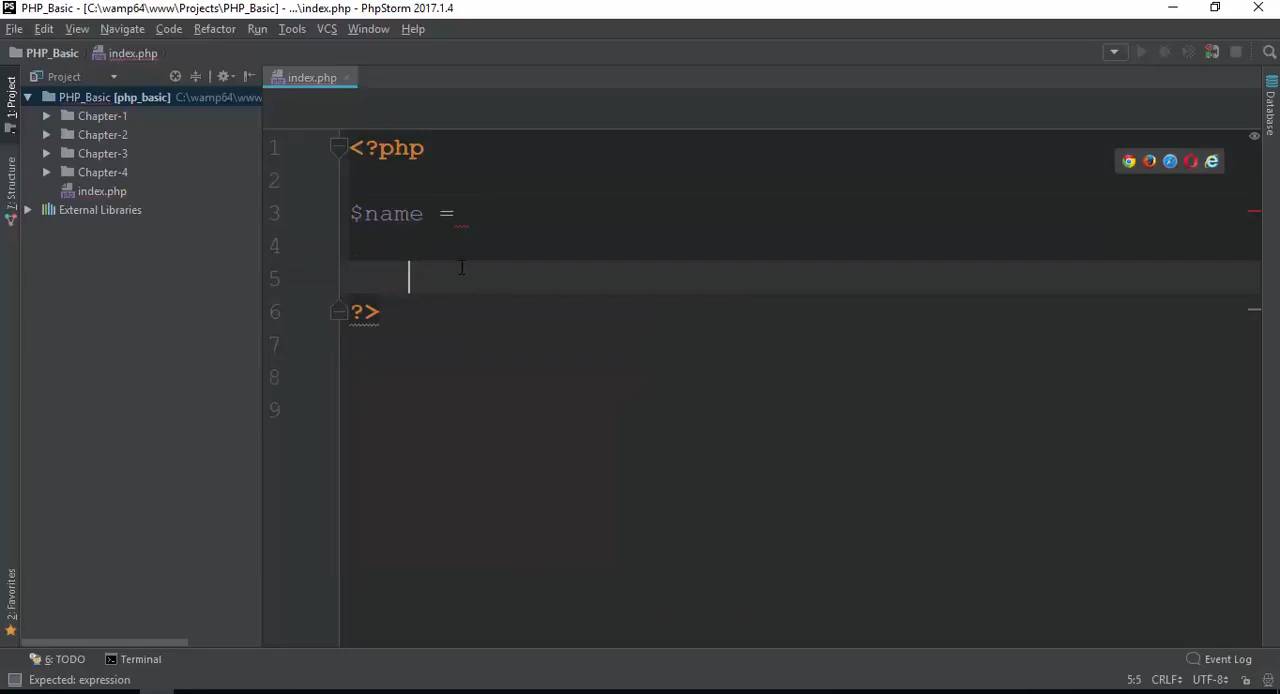 PS PHP_Basic - [C:\wamp64\www\Projects\PHP_Basic] - ...\index.php - PhpStorm 2017.1.4
File Edit View Navigate Code Refactor Run Tools VCS Window Help
PHP_Basic index.php
1: Project
7: Structure
2: Favorites
Project
PHP_Basic [php_basic] C:\wamp64\www
Chapter-1
Chapter-2
Chapter-3
Chapter-4
index.php
External Libraries
index.php
1 <?php
2
3 $name =
4
5
6 ?>
7
8
9
Database
6: TODO Terminal Event Log
Expected: expression 5:5 CRLF UTF-8